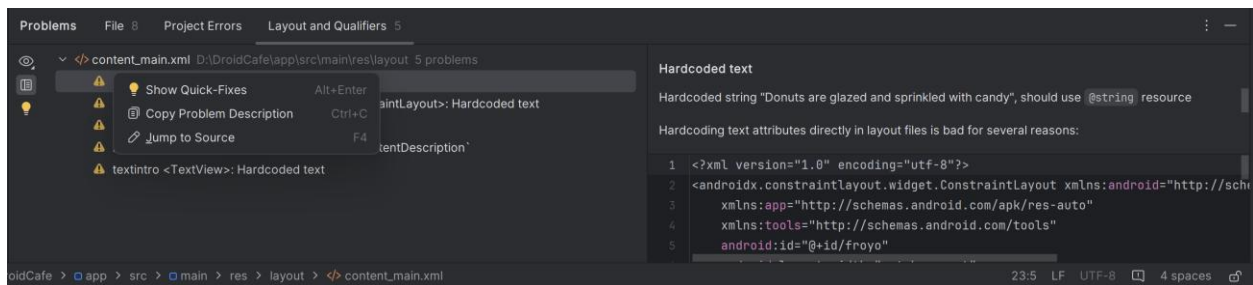 Problems File 8 Project Errors Layout and Qualifiers 5
content_main.xml D:\DroidCafe\app\src\main\res\layout 5 problems
Show Quick-Fixes Alt+Enter
Copy Problem Description Ctrl+C
Jump to Source F4
aintLayout>: Hardcoded text
tentDescription`
textintro <TextView>: Hardcoded text
Hardcoded text
Hardcoded string "Donuts are glazed and sprinkled with candy", should use @string resource
Hardcoding text attributes directly in layout files is bad for several reasons:
1 <?xml version="1.0" encoding="utf-8"?>
2 <androidx.constraintlayout.widget.ConstraintLayout xmlns:android="http://sche
3 xmlns:app="http://schemas.android.com/apk/res-auto"
4 xmlns:tools="http://schemas.android.com/tools"
5 android:id="@+id/froyo"
oidCafe > app > src > main > res > layout > content_main.xml 23:5 LF UTF-8 4 spaces